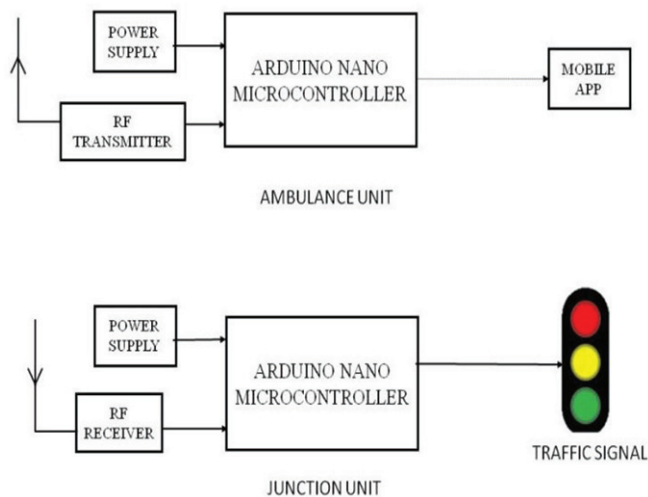 POWER
SUPPLY
ARDUINO NANO
MICROCONTROLLER
MOBILE
APP
RF
TRANSMITTER
AMBULANCE UNIT
POWER
SUPPLY
ARDUINO NANO
MICROCONTROLLER
RF
RECEIVER
TRAFFIC SIGNAL
JUNCTION UNIT